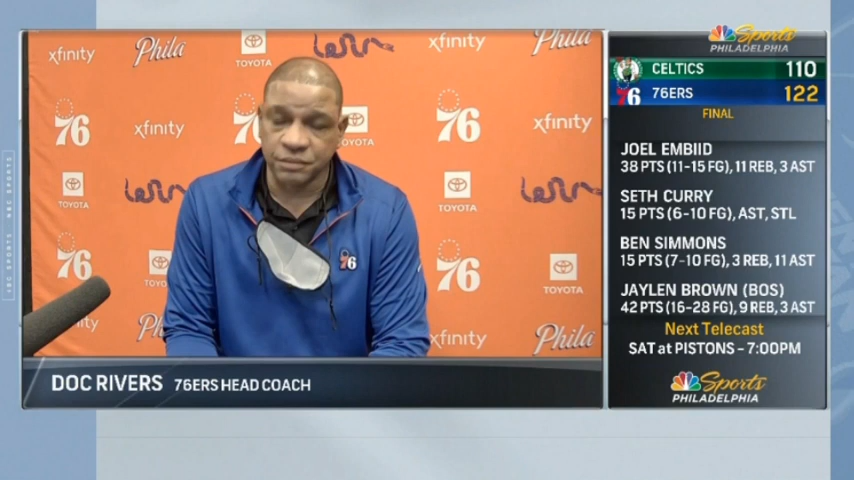 Sports
PHILADELPHIA
xfinity
Phila
TOYOTA
xfinity
Phila
76
xfinity
76
TOYOTA
76
xfinity
TOYOTA
TOYOTA
76
TOYOTA
76
76
TOYOTA
Phila
xfinity
Phila
CELTICS 110
76 76ERS 122
FINAL
JOEL EMBIID
38 PTS (11-15 FG), 11 REB, 3 AST
SETH CURRY
15 PTS (6-10 FG), AST, STL
BEN SIMMONS
15 PTS (7-10 FG), 3 REB, 11 AST
JAYLEN BROWN (BOS)
42 PTS (16-28 FG), 9 REB, 3 AST
Next Telecast
SAT at PISTONS - 7:00PM
Sports
PHILADELPHIA
DOC RIVERS 76ERS HEAD COACH